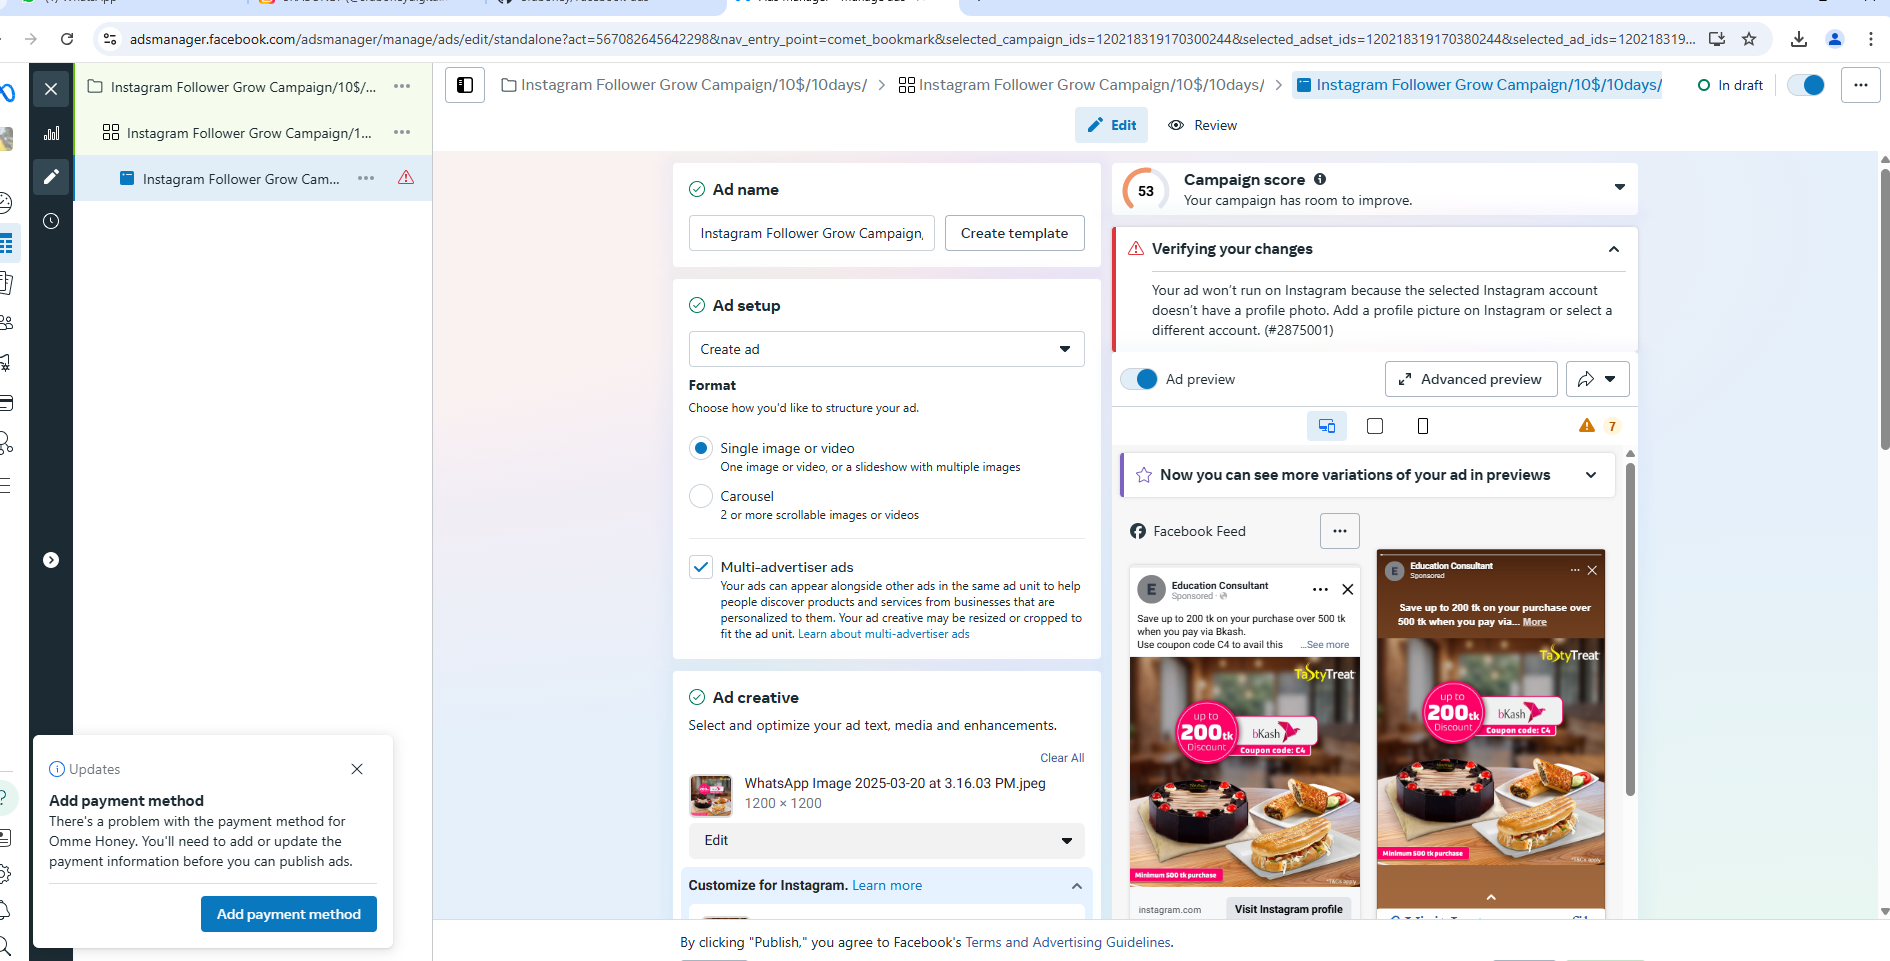 adsmanager.facebook.com/adsmanager/manage/ads/edit/standalone?act=567082645642298&nav_entry_point=comet_bookmark&selected_campaign_ids=120218319170300244&selected_adset_ids=120218319170380244&selected_ad_ids=120218319...
Instagram Follower Grow Campaign/10$/...
Instagram Follower Grow Campaign/1...
Instagram Follower Grow Cam...
Instagram Follower Grow Campaign/10$/10days/
Instagram Follower Grow Campaign/10$/10days/
Instagram Follower Grow Campaign/10$/10days/
In draft
Edit
Review
Ad name
Instagram Follower Grow Campaign,
Create template
Ad setup
Create ad
Format
Choose how you'd like to structure your ad.
Single image or video
One image or video, or a slideshow with multiple images
Carousel
2 or more scrollable images or videos
Multi-advertiser ads
Your ads can appear alongside other ads in the same ad unit to help
people discover products and services from businesses that are
personalized to them. Your ad creative may be resized or cropped to
fit the ad unit. Learn about multi-advertiser ads
Ad creative
Select and optimize your ad text, media and enhancements.
Clear All
WhatsApp Image 2025-03-20 at 3.16.03 PM.jpeg
1200 × 1200
Edit
Customize for Instagram. Learn more
53
Campaign score
Your campaign has room to improve.
Verifying your changes
Your ad won't run on Instagram because the selected Instagram account
doesn't have a profile photo. Add a profile picture on Instagram or select a
different account. (#2875001)
Ad preview
Advanced preview
7
Now you can see more variations of your ad in previews
Facebook Feed
E
Education Consultant
Sponsored ·
Save up to 200 tk on your purchase over 500 tk
when you pay via Bkash.
Use coupon code C4 to avail this ...See more
TastyTreat
up to
200tk
Discount
bKash
Coupon code: C4
Minimum 500 tk purchase
*T&Cs apply
instagram.com
Visit Instagram profile
E
Education Consultant
Sponsored
Save up to 200 tk on your purchase over
500 tk when you pay via... More
TastyTreat
up to
200tk
Discount
bKash
Coupon code: C4
Minimum 500 tk purchase
*T&Cs apply
Updates
Add payment method
There's a problem with the payment method for
Omme Honey. You'll need to add or update the
payment information before you can publish ads.
Add payment method
By clicking "Publish," you agree to Facebook's Terms and Advertising Guidelines.